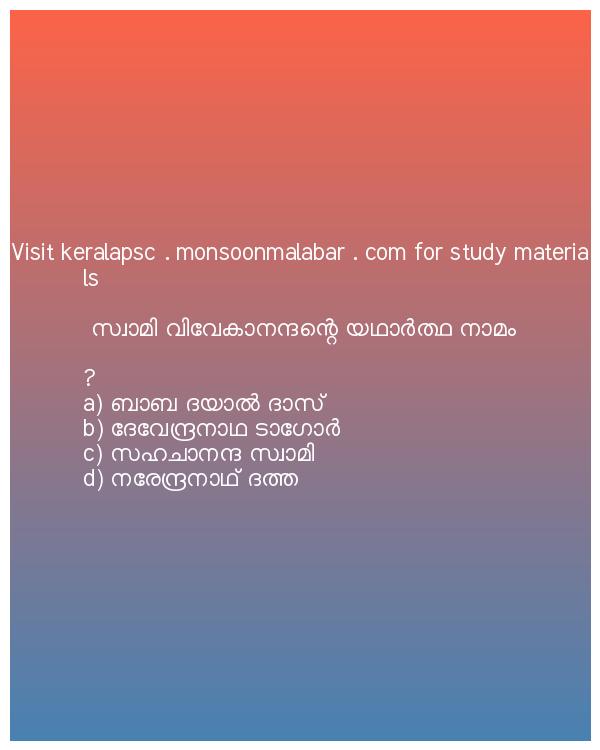 Visit keralapsc . monsoonmalabar . com for study materia
ls
സ്വാമി വിവേകാനന്ദന്റെ യഥാർത്ഥ നാമം
?
a) ബാബ ദയാൽ ദാസ്
b) ദേവേന്ദ്രനാഥ ടാഗോർ
c) സഹചാനന്ദ സ്വാമി
d) നരേന്ദ്രനാഥ് ദത്ത